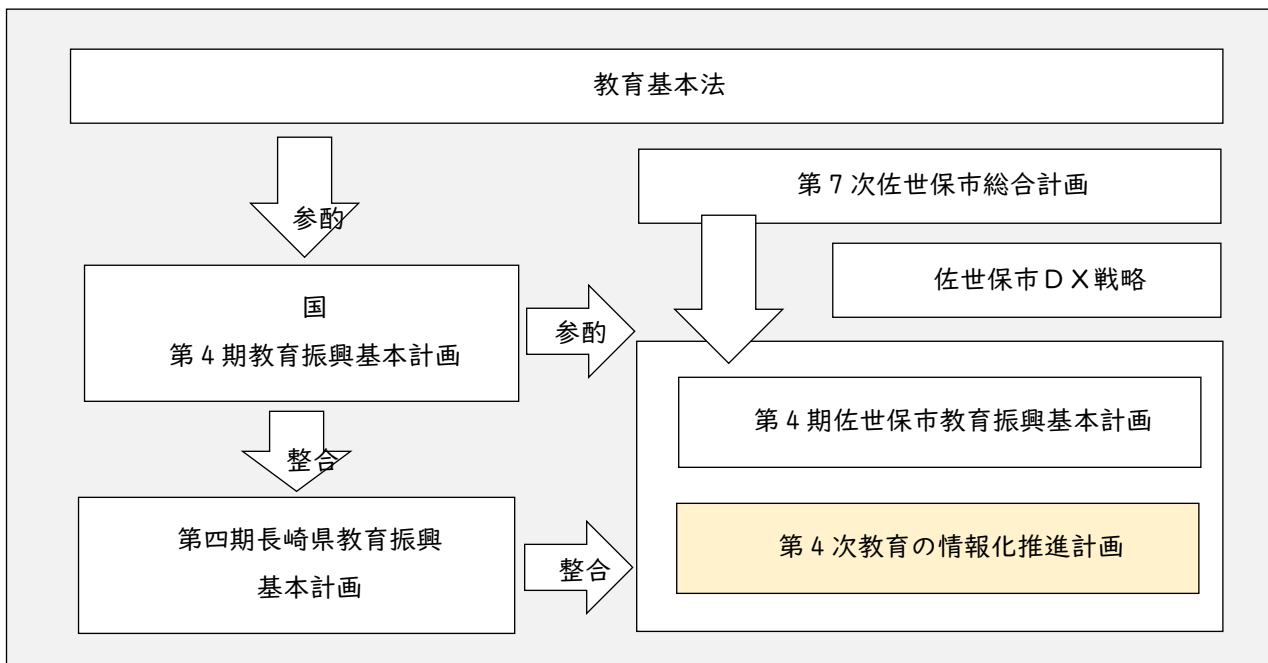 教育基本法
参酌
第7次佐世保市総合計画
佐世保市DX戦略
国
第4期教育振興基本計画
参酌
第4期佐世保市教育振興基本計画
整合
第四期長崎県教育振興
基本計画
整合
第4次教育の情報化推進計画